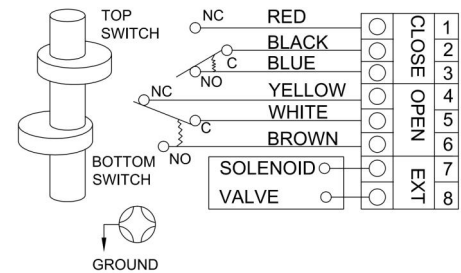 TOP
SWITCH
NC
RED
BLACK
C
BLUE
NO
NC
YELLOW
WHITE
C
BROWN
NO
BOTTOM
SWITCH
SOLENOID
VALVE
GROUND
CLOSE
OPEN
EXT
1
2
3
4
5
6
7
8